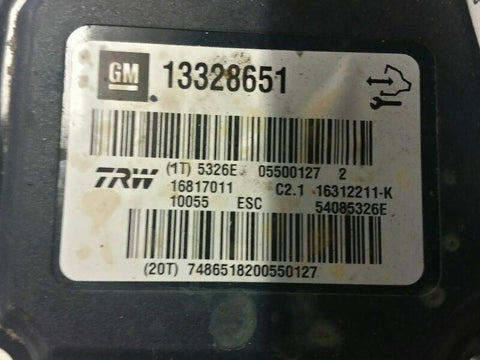 GM 13328651
(1T) 5326E 05500127 2
TRW 16817011 C2.1 16312211-K
10055 ESC 54085326E
(20T) 7486518200550127